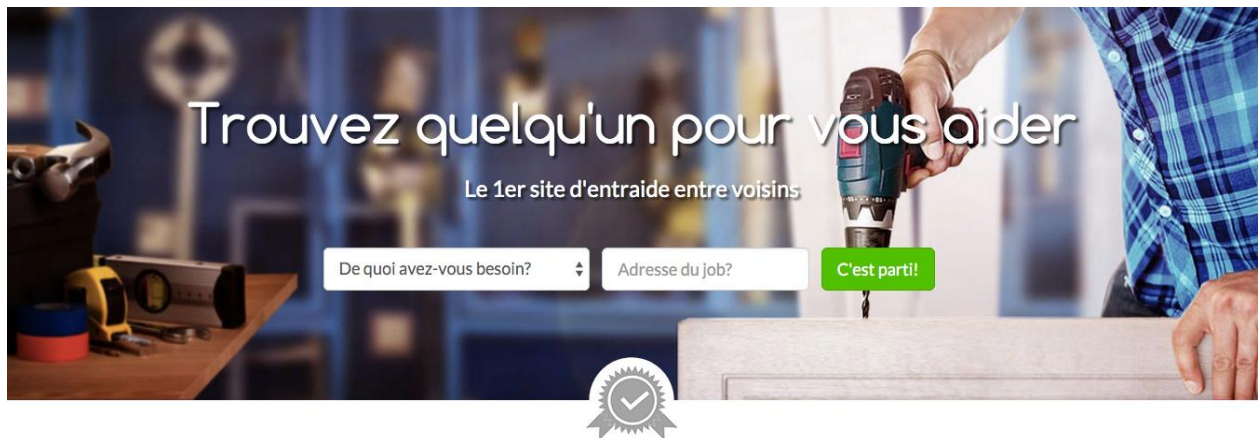 Trouvez quelqu'un pour vous aider
Le 1er site d'entraide entre voisins
De quoi avez-vous besoin? Adresse du job? C'est parti!